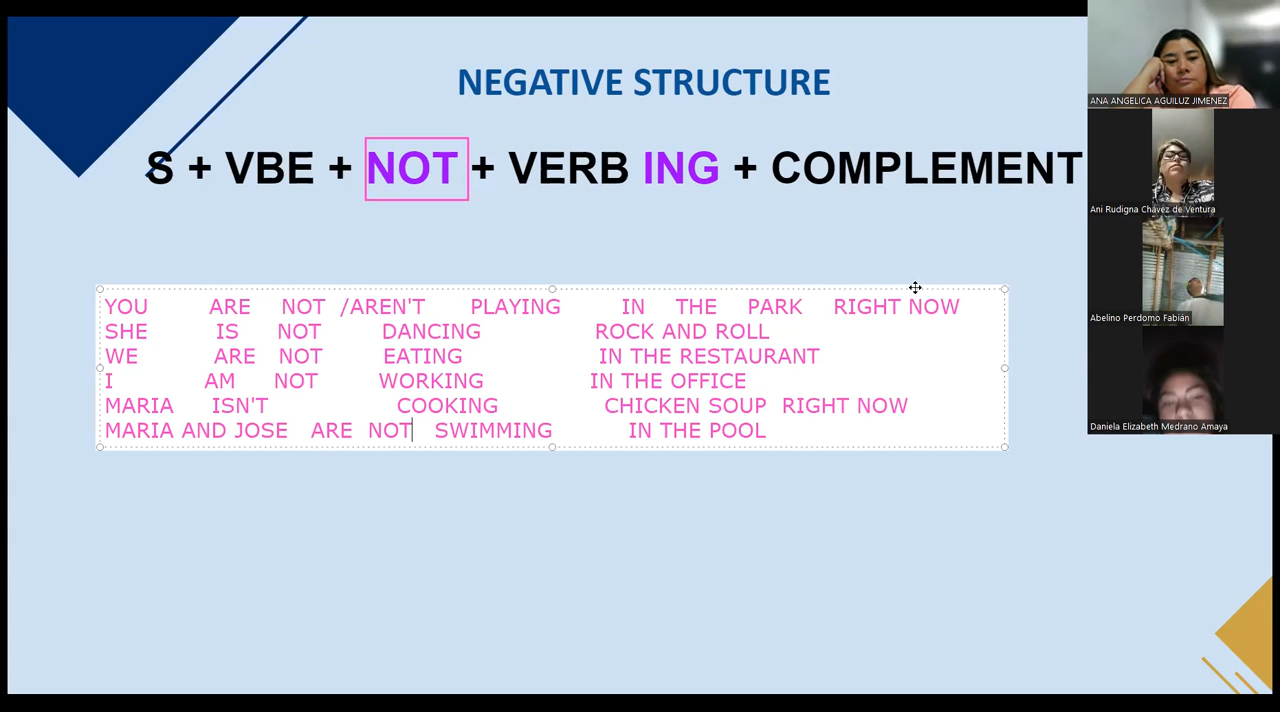 NEGATIVE STRUCTURE
S + VBE + NOT + VERB ING + COMPLEMENT
YOU ARE NOT /AREN'T PLAYING IN THE PARK RIGHT NOW
SHE IS NOT DANCING ROCK AND ROLL
WE ARE NOT EATING IN THE RESTAURANT
I AM NOT WORKING IN THE OFFICE
MARIA ISN'T COOKING CHICKEN SOUP RIGHT NOW
MARIA AND JOSE ARE NOT SWIMMING IN THE POOL
ANA ANGELICA AGUILUZ JIMENEZ
Ani Rudigna Chávez de Ventura
Abelino Perdomo Fabián
Daniela Elizabeth Medrano Amaya